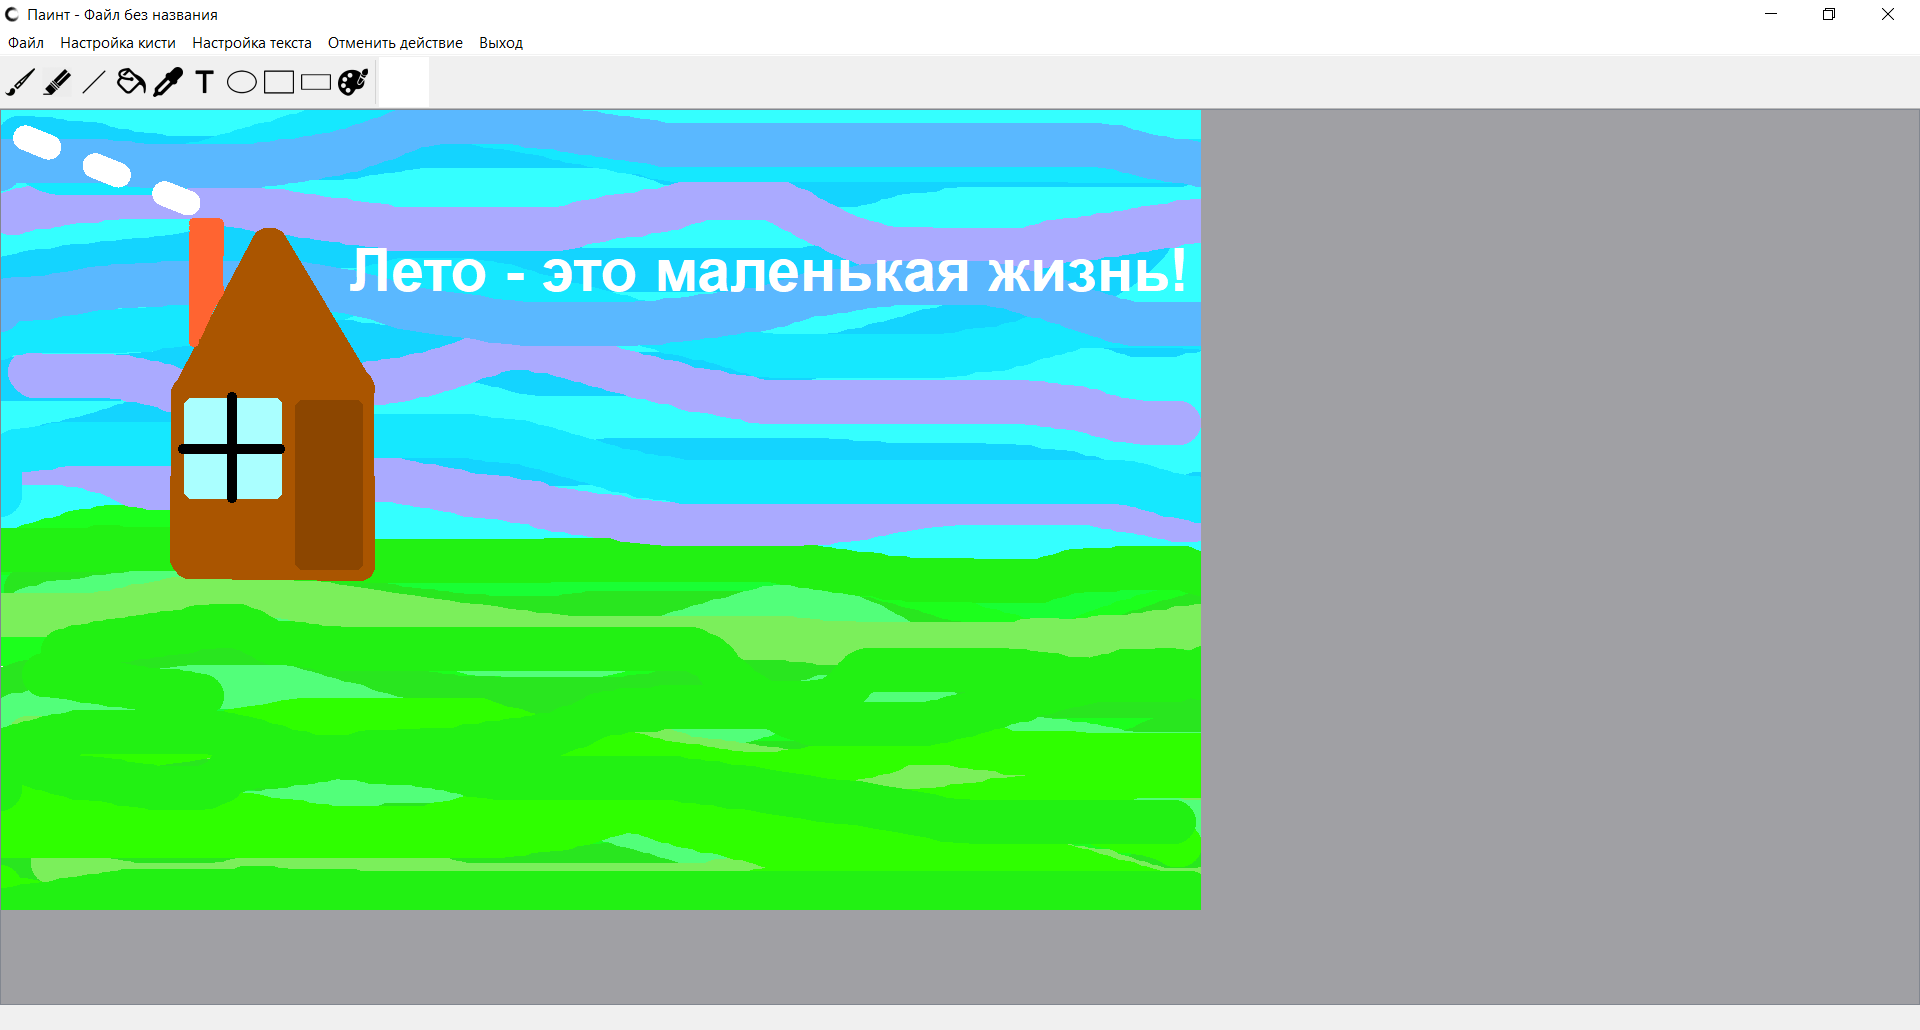 Паинт - Файл без названия
Файл Настройка кисти Настройка текста Отменить действие Выход
T
Лето - это маленькая жизнь!